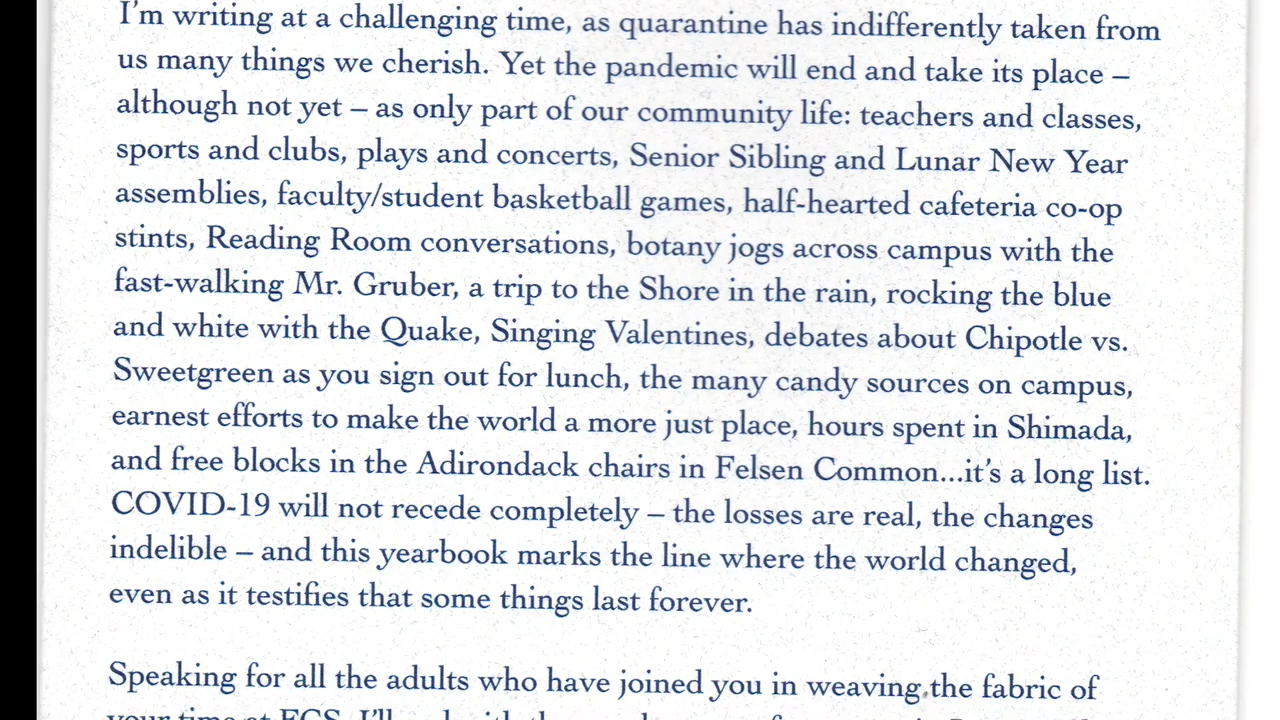 I'm writing at a challenging time, as quarantine has indifferently taken from
us many things we cherish. Yet the pandemic will end and take its place –
although not yet – as only part of our community life: teachers and classes,
sports and clubs, plays and concerts, Senior Sibling and Lunar New Year
assemblies, faculty/student basketball games, half-hearted cafeteria co-op
stints, Reading Room conversations, botany jogs across campus with the
fast-walking Mr. Gruber, a trip to the Shore in the rain, rocking the blue
and white with the Quake, Singing Valentines, debates about Chipotle vs.
Sweetgreen as you sign out for lunch, the many candy sources on campus,
earnest efforts to make the world a more just place, hours spent in Shimada,
and free blocks in the Adirondack chairs in Felsen Common...it's a long list.
COVID-19 will not recede completely – the losses are real, the changes
indelible – and this yearbook marks the line where the world changed,
even as it testifies that some things last forever.
Speaking for all the adults who have joined you in weaving the fabric of
your time at FCS, I'll